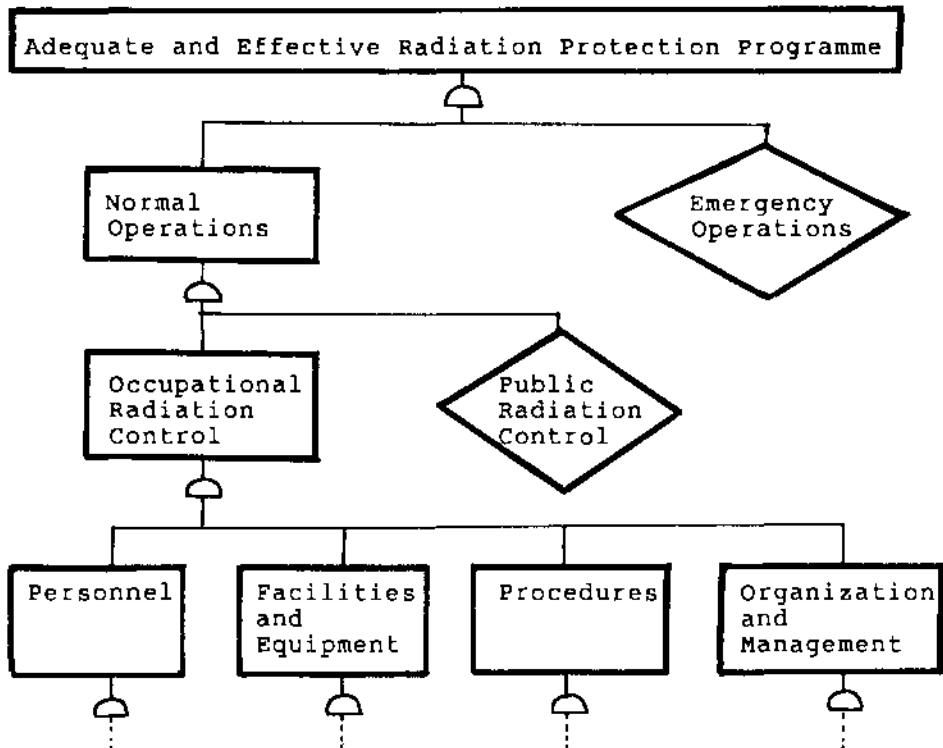 Adequate and Effective Radiation Protection Programme
Normal
Operations
Emergency
Operations
Occupational
Radiation
Control
Public
Radiation
Control
Personnel
Facilities
and
Equipment
Procedures
Organization
and
Management